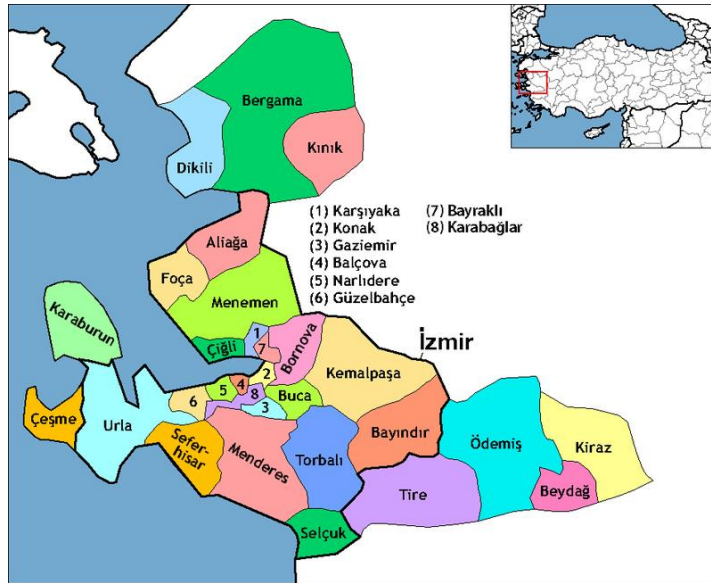 Bergama
Dikili
Kınık
(1) Karşıyaka
(2) Konak
(3) Gaziemir
(4) Balçova
(5) Narlıdere
(6) Güzelbahçe
(7) Bayraklı
(8) Karabağlar
Aliağa
Foça
Menemen
Karaburun
Çiğli
1
7
Bornova
İzmir
2
Kemalpaşa
4
5
8
6
3
Buca
Çeşme
Urla
Sefer-
hisar
Menderes
Torbalı
Bayındır
Ödemiş
Kiraz
Beydağ
Tire
Selçuk